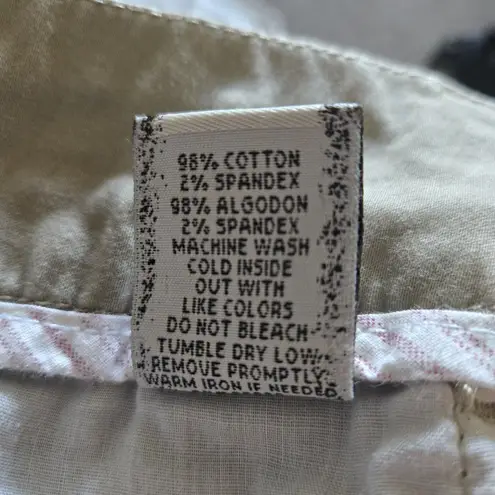 98% COTTON
2% SPANDEX
98% ALGODON
2% SPANDEX
MACHINE WASH
COLD INSIDE
OUT WITH
LIKE COLORS
DO NOT BLEACH
TUMBLE DRY LOW
REMOVE PROMPTLY
WARM IRON IF NEEDED